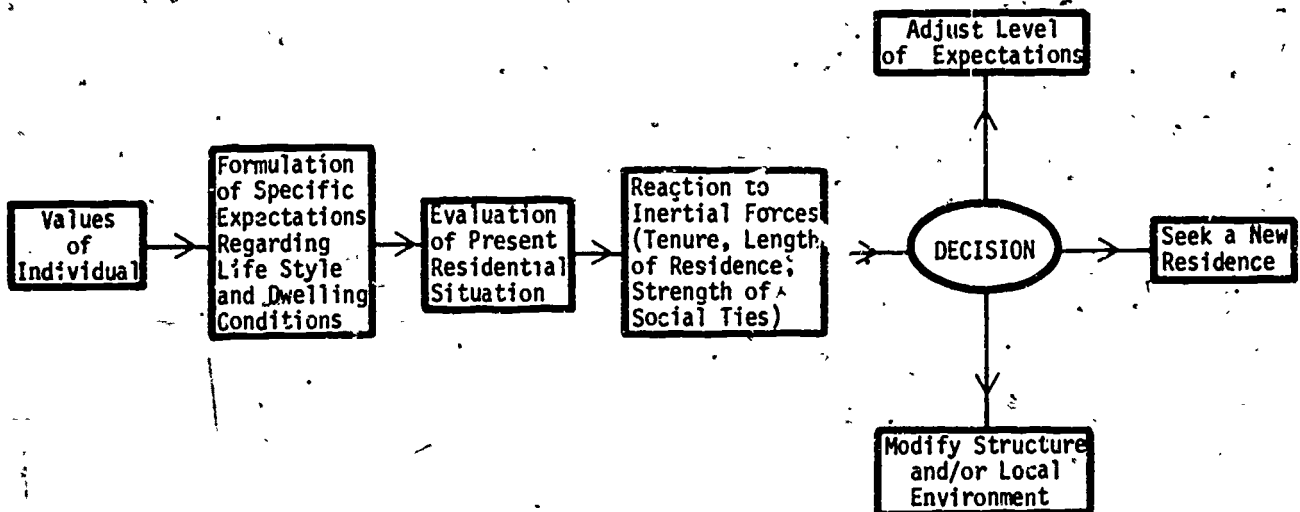 Values
of
Individual
Formulation
of Specific
Expectations
Regarding
Life Style
and Dwelling
Conditions
Evaluation
of Present
Residential
Situation
Reaction to
Inertial Forces
(Tenure, Length
of Residence,
Strength of
Social Ties)
DECISION
Adjust Level
of Expectations
Seek a New
Residence
Modify Structure
and/or Local
Environment